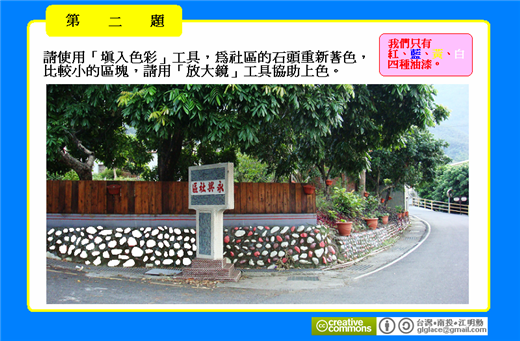 第 二 題
請使用「填入色彩」工具，為社區的石頭重新著色，
比較小的區塊，請用「放大鏡」工具協助上色。
我們只有
紅、藍、黃、白
四種油漆。
永興社區
creative commons
台灣•南投•江明勳
glglace@gmail.com